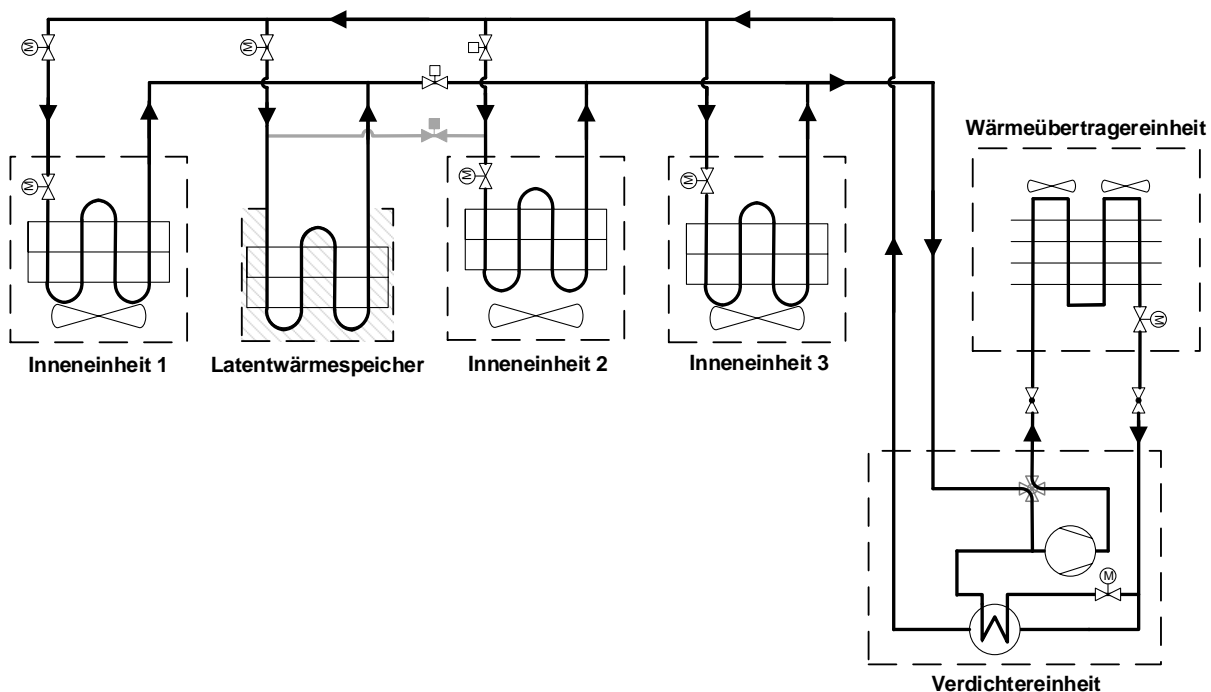 M
M
Wärmeübertragereinheit
M
M
M
M
Inneneinheit 1
Latentwärmespeicher
Inneneinheit 2
Inneneinheit 3
M
Verdichtereinheit